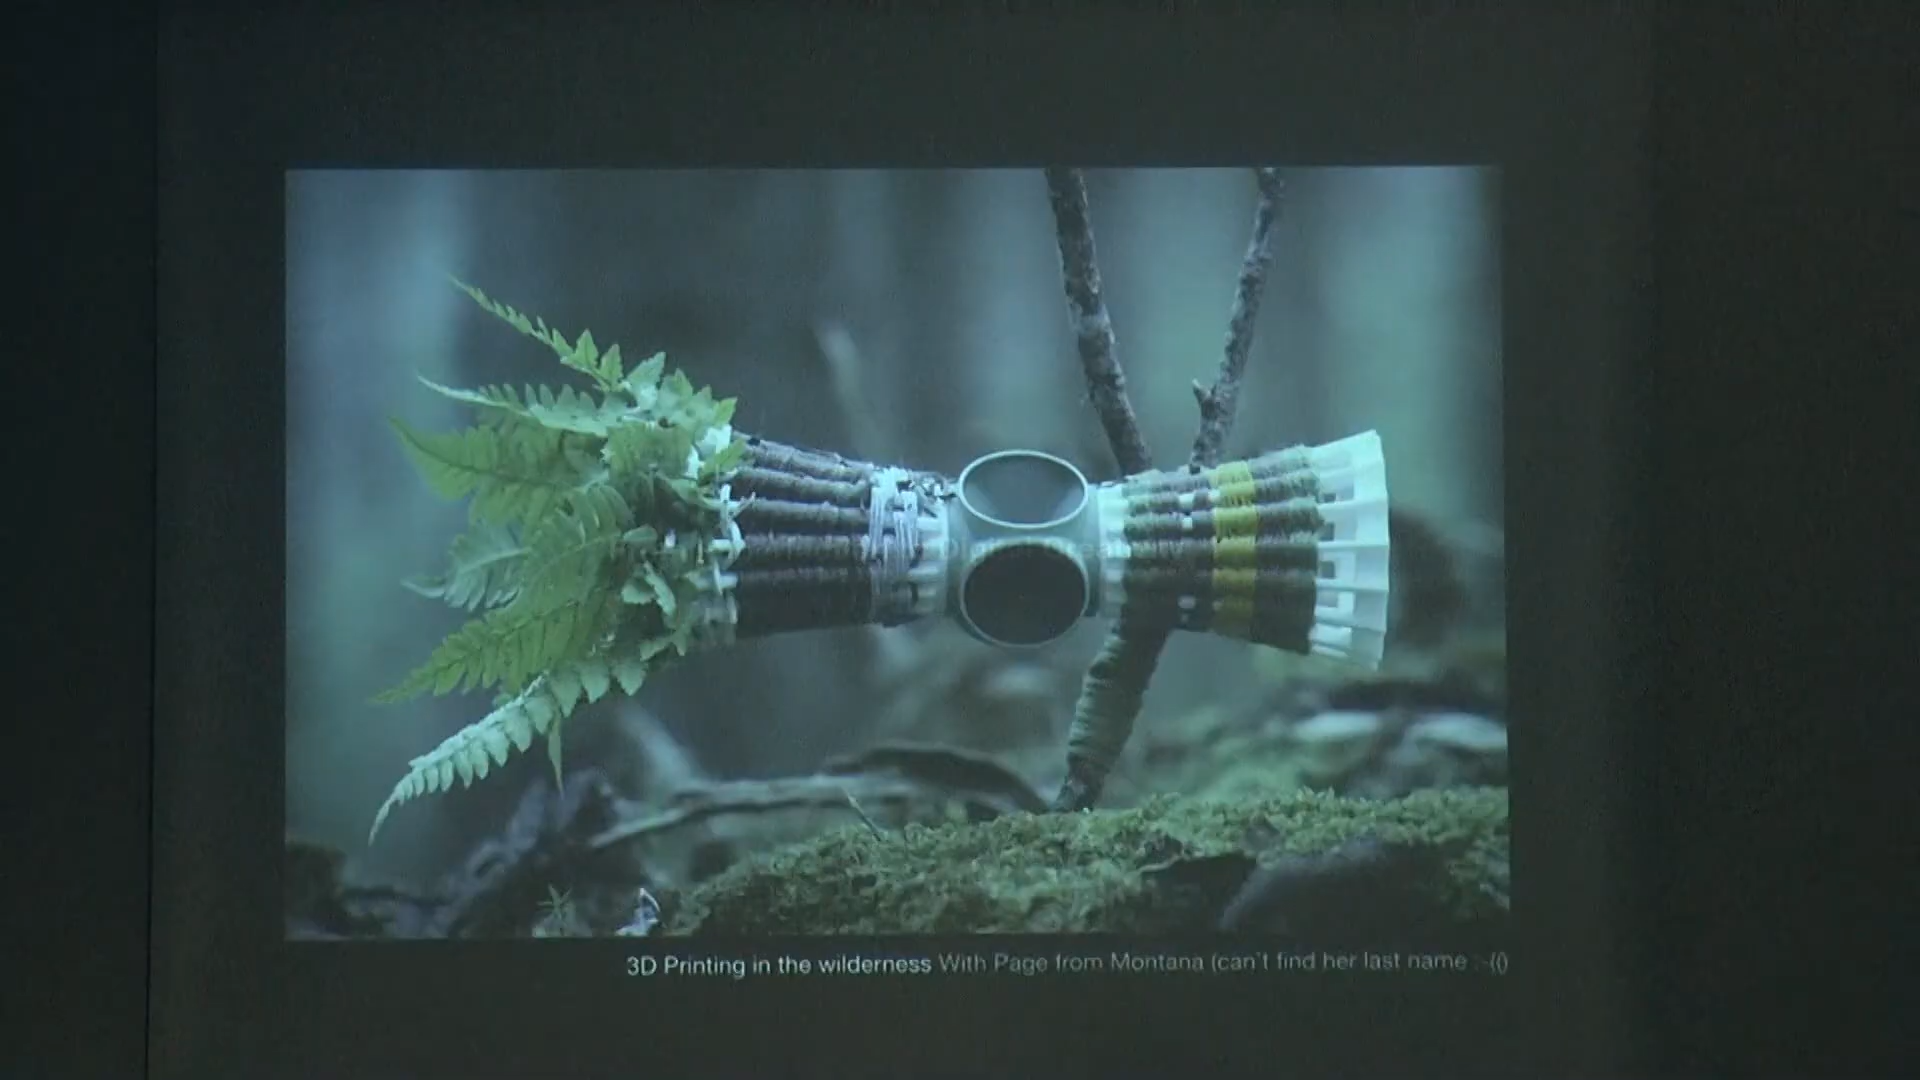 3D Printing in the wilderness With Page from Montana (can't find her last name :-{()